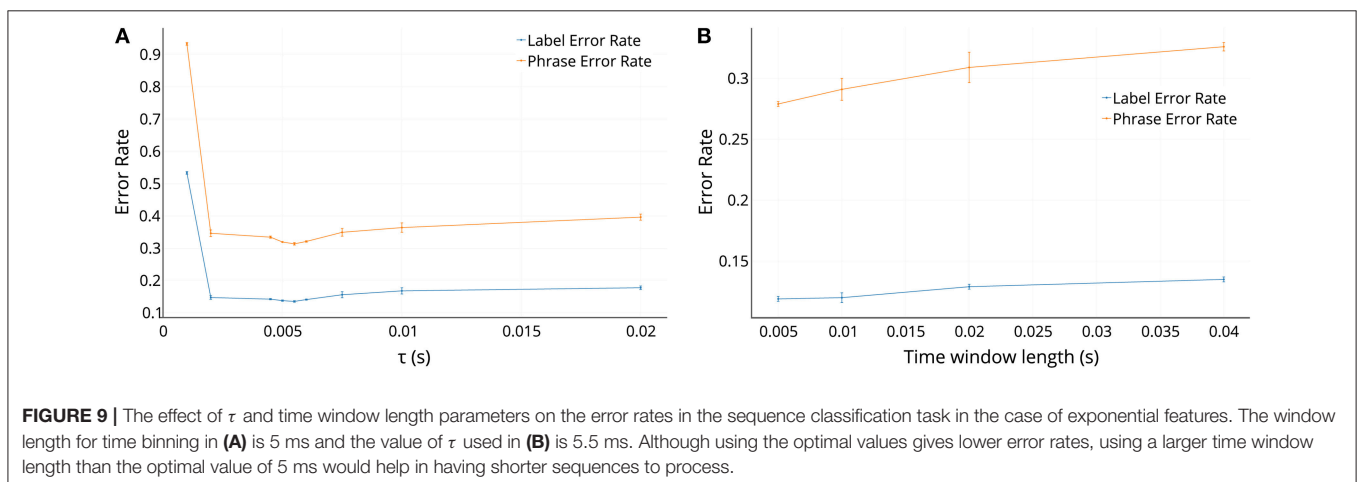 A
Label Error Rate
Phrase Error Rate
0.9
0.8
0.7
0.6
0.5
0.4
0.3
0.2
0.1
Error Rate
0
0.005
0.01
0.015
0.02
τ (s)
B
Label Error Rate
Phrase Error Rate
0.3
0.25
0.2
0.15
Error Rate
0.005
0.01
0.015
0.02
0.025
0.03
0.035
0.04
Time window length (s)
FIGURE 9 | The effect of τ and time window length parameters on the error rates in the sequence classification task in the case of exponential features. The window
length for time binning in (A) is 5 ms and the value of τ used in (B) is 5.5 ms. Although using the optimal values gives lower error rates, using a larger time window
length than the optimal value of 5 ms would help in having shorter sequences to process.